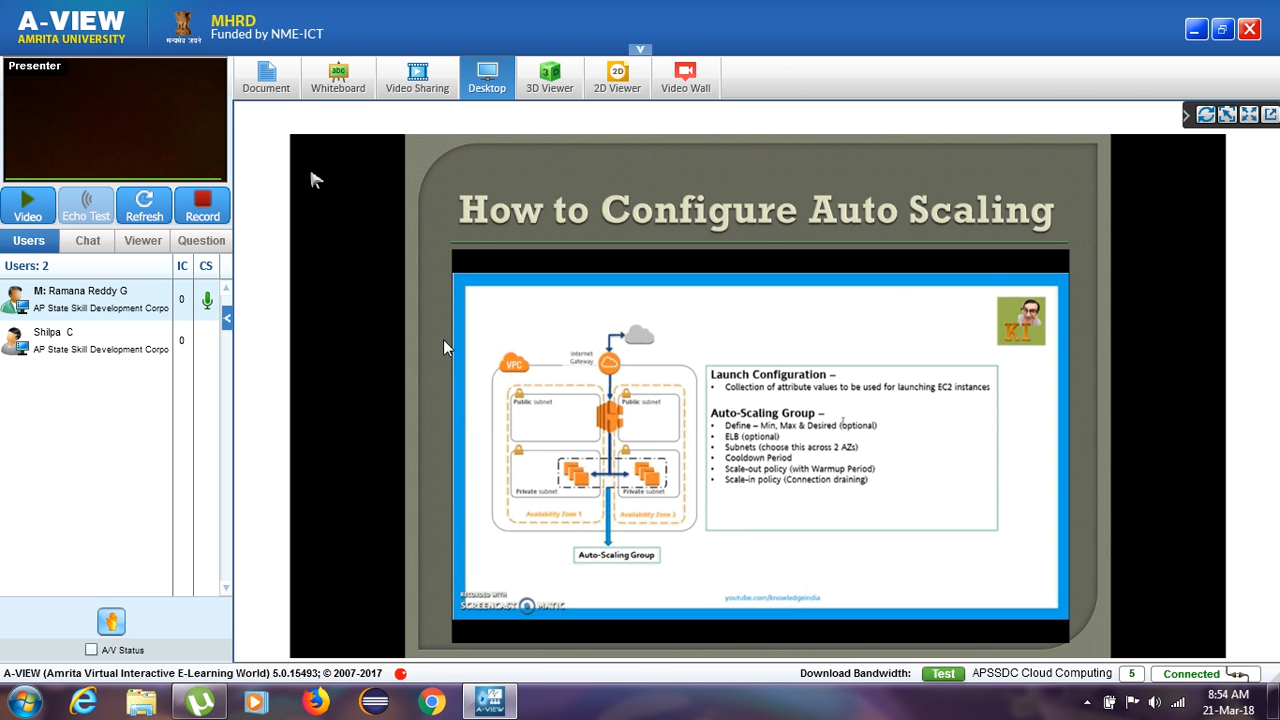 A-VIEW
AMRITA UNIVERSITY
MHRD
Funded by NME-ICT
Presenter
Document
Whiteboard
abc
Video Sharing
Desktop
3D Viewer
3D
2D Viewer
2D
Video Wall
Video
Echo Test
Refresh
Record
Users
Chat
Viewer
Question
Users: 2
IC
CS
M: Ramana Reddy G
AP State Skill Development Corpo
0
Shilpa C
AP State Skill Development Corpo
0
A/V Status
How to Configure Auto Scaling
KI
Internet
Gateway
VPC
Public subnet
Public subnet
Private subnet
Private subnet
Availability Zone 1
Availability Zone 2
Auto-Scaling Group
Launch Configuration –
• Collection of attribute values to be used for launching EC2 instances
Auto-Scaling Group –
• Define – Min, Max & Desired (optional)
• ELB (optional)
• Subnets (choose this across 2 AZs)
• Cooldown Period
• Scale-out policy (with Warmup Period)
• Scale-in policy (Connection draining)
RECORDED WITH
SCREENCAST MATIC
youtube.com/knowledgeindia
A-VIEW (Amrita Virtual Interactive E-Learning World) 5.0.15493; © 2007-2017
Download Bandwidth:
Test
APSSDC Cloud Computing
5
Connected
A-VIEW
8:54 AM
21-Mar-18